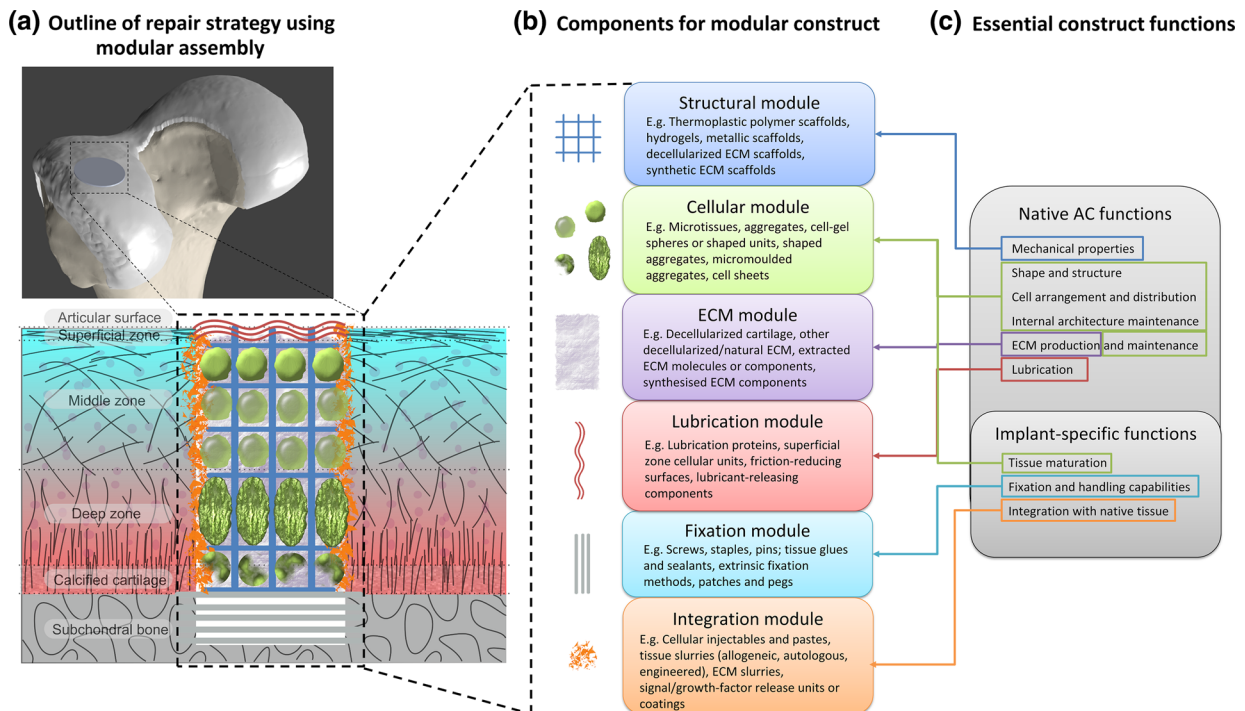 (a) Outline of repair strategy using
modular assembly
Articular surface
Superficial zone
Middle zone
Deep zone
Calcified cartilage
Subchondral bone
(b) Components for modular construct
Structural module
E.g. Thermoplastic polymer scaffolds,
hydrogels, metallic scaffolds,
decellularized ECM scaffolds,
synthetic ECM scaffolds
Cellular module
E.g. Microtissues, aggregates, cell-gel
spheres or shaped units, shaped
aggregates, micromoulded
aggregates, cell sheets
ECM module
E.g. Decellularized cartilage, other
decellularized/natural ECM, extracted
ECM molecules or components,
synthesised ECM components
Lubrication module
E.g. Lubrication proteins, superficial
zone cellular units, friction-reducing
surfaces, lubricant-releasing
components
Fixation module
E.g. Screws, staples, pins; tissue glues
and sealants, extrinsic fixation
methods, patches and pegs
Integration module
E.g. Cellular injectables and pastes,
tissue slurries (allogeneic, autologous,
engineered), ECM slurries,
signal/growth-factor release units or
coatings
(c) Essential construct functions
Native AC functions
Mechanical properties
Shape and structure
Cell arrangement and distribution
Internal architecture maintenance
ECM production and maintenance
Lubrication
Implant-specific functions
Tissue maturation
Fixation and handling capabilities
Integration with native tissue